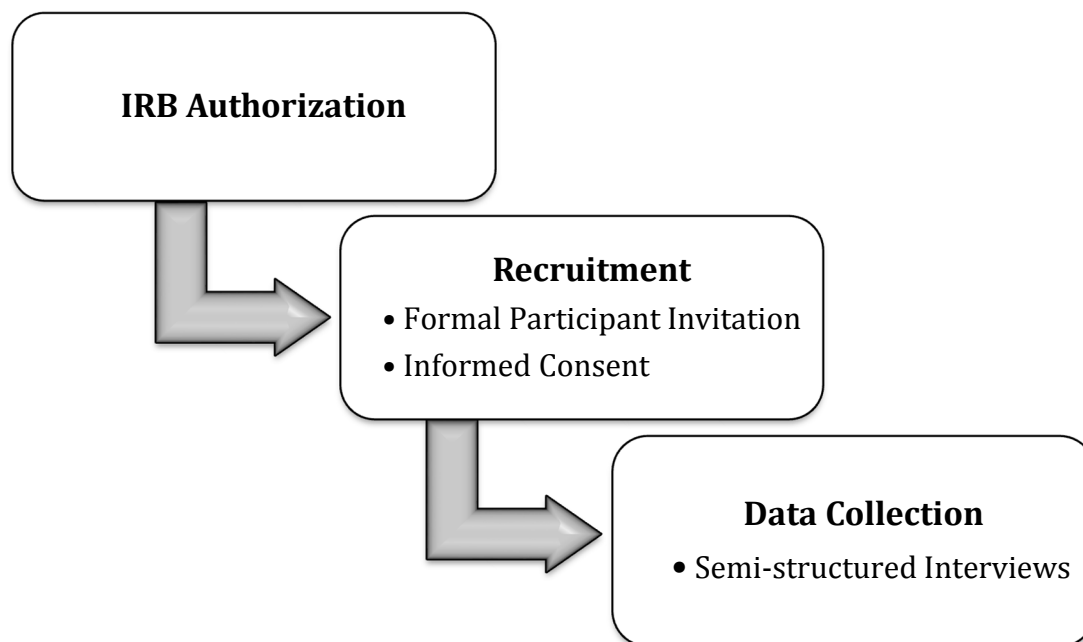 IRB Authorization
Recruitment
• Formal Participant Invitation
• Informed Consent
Data Collection
• Semi-structured Interviews